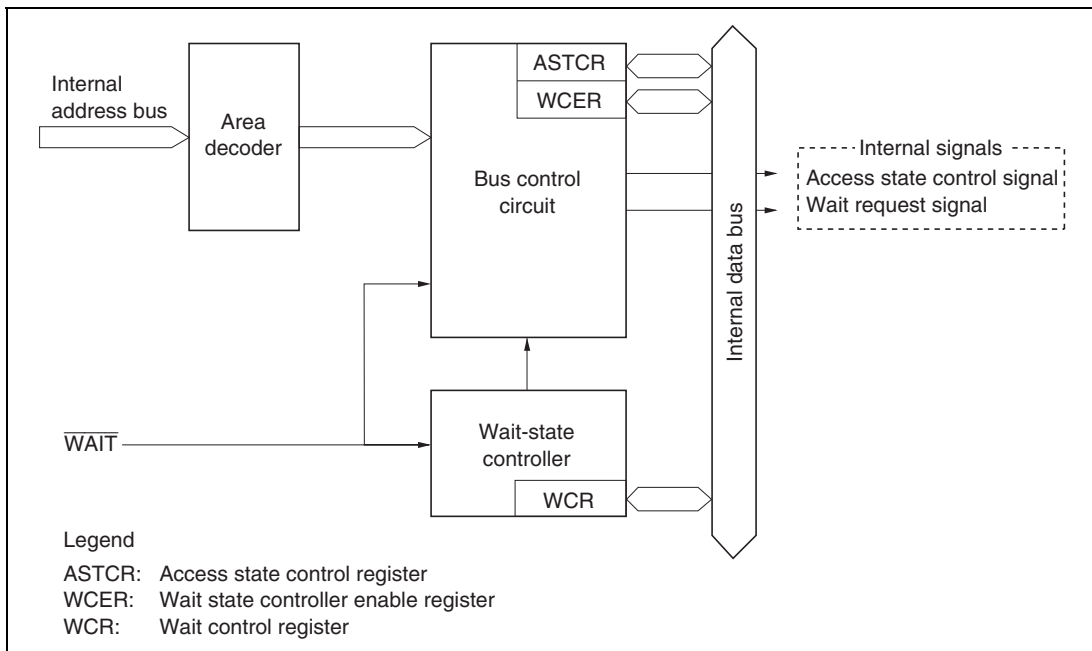 Internal
address bus
Area
decoder
ASTCR
WCER
Bus control
circuit
Internal data bus
Internal signals
Access state control signal
Wait request signal
WAIT
Wait-state
controller
WCR
Legend
ASTCR: Access state control register
WCER: Wait state controller enable register
WCR: Wait control register